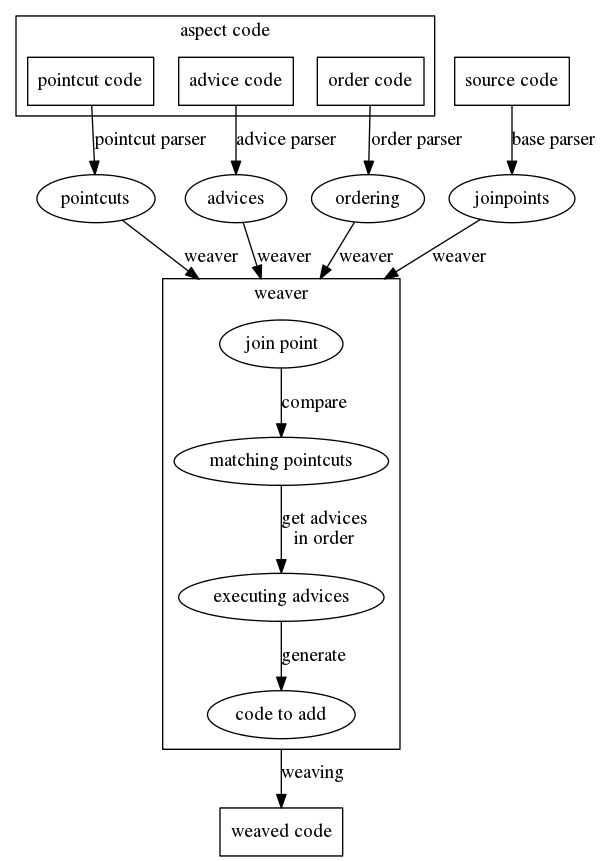 aspect code
pointcut code
advice code
order code
source code
pointcut parser
advice parser
order parser
base parser
pointcuts
advices
ordering
joinpoints
weaver
weaver
weaver
weaver
weaver
join point
compare
matching pointcuts
get advices
in order
executing advices
generate
code to add
weaving
weaved code